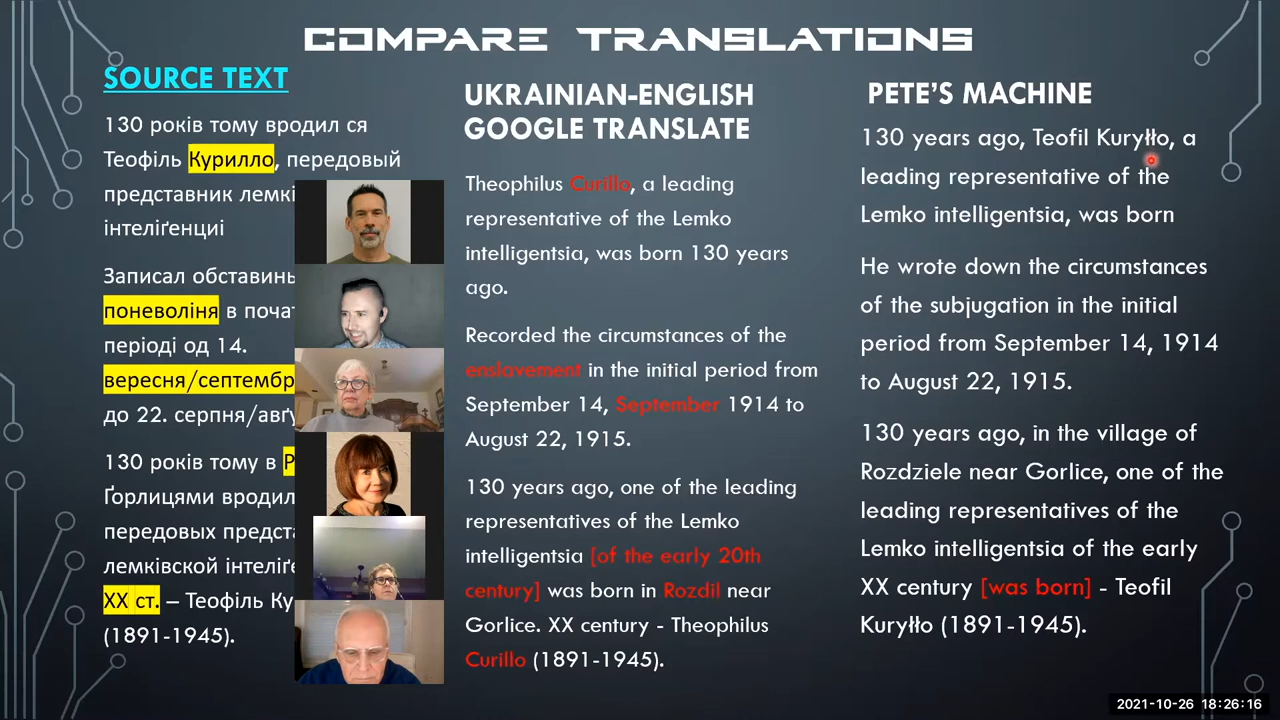 COMPARE TRANSLATIONS
SOURCE TEXT
130 років тому вродил ся
Теофіль Курилло, передовый
представник лемкі
інтеліґенциі
Записал обставинь
поневоліня в поча
періоді од 14.
вересня/септембр
до 22. серпня/авґу
130 років тому в Р
Ґорлицями вродил
передовых предст
лемківской інтеліґе
XX ст. – Теофіль Ку
(1891-1945).
UKRAINIAN-ENGLISH
GOOGLE TRANSLATE
Theophilus Curillo, a leading
representative of the Lemko
intelligentsia, was born 130 years
ago.
Recorded the circumstances of the
enslavement in the initial period from
September 14, September 1914 to
August 22, 1915.
130 years ago, one of the leading
representatives of the Lemko
intelligentsia [of the early 20th
century] was born in Rozdil near
Gorlice. XX century - Theophilus
Curillo (1891-1945).
PETE'S MACHINE
130 years ago, Teofil Kuryłło, a
leading representative of the
Lemko intelligentsia, was born
He wrote down the circumstances
of the subjugation in the initial
period from September 14, 1914
to August 22, 1915.
130 years ago, in the village of
Rozdziele near Gorlice, one of the
leading representatives of the
Lemko intelligentsia of the early
XX century [was born] - Teofil
Kuryłło (1891-1945).
2021-10-26 18:26:16